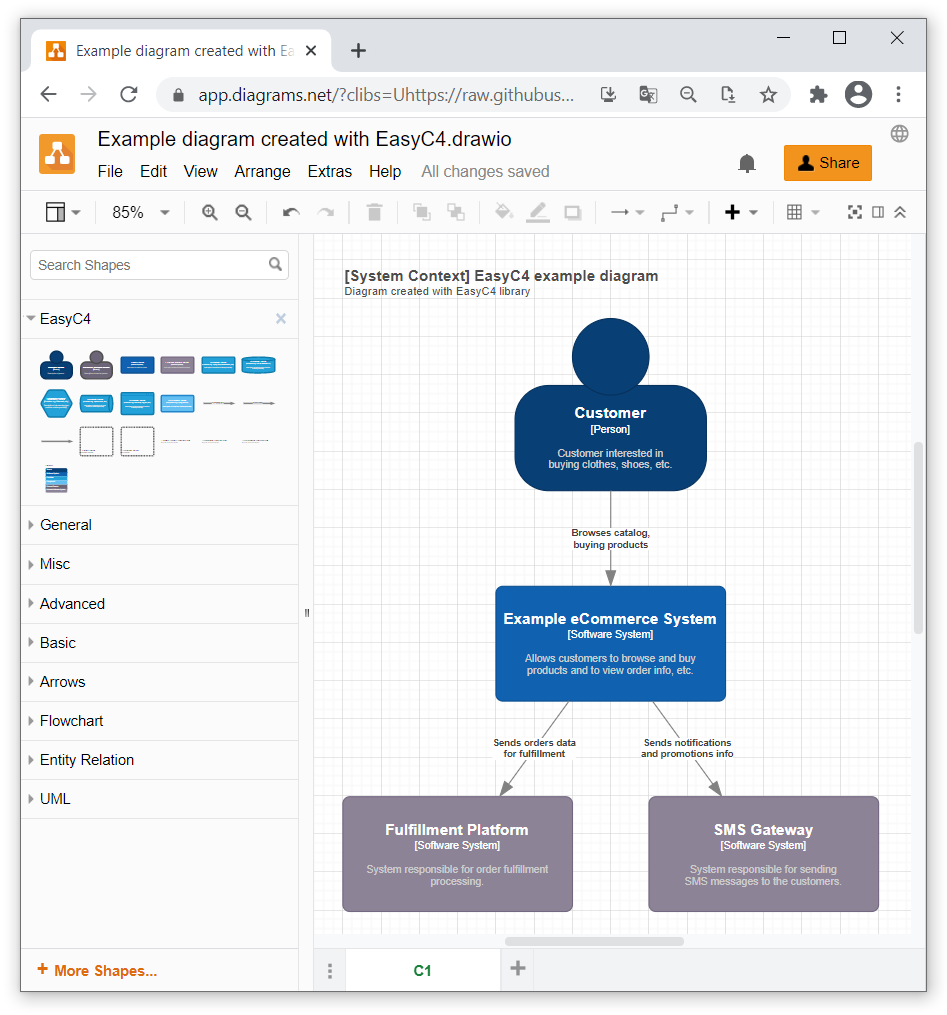 Example diagram created with Ea
app.diagrams.net/?clibs=Uhttps://raw.githubus...
Example diagram created with EasyC4.drawio
File Edit View Arrange Extras Help All changes saved
Share
85%
Search Shapes
EasyC4
General
Misc
Advanced
Basic
Arrows
Flowchart
Entity Relation
UML
+ More Shapes...
[System Context] EasyC4 example diagram
Diagram created with EasyC4 library
Customer
[Person]
Customer interested in
buying clothes, shoes, etc.
Browses catalog,
buying products
Example eCommerce System
[Software System]
Allows customers to browse and buy
products and to view order info, etc.
Sends orders data
for fulfillment
Sends notifications
and promotions info
Fulfillment Platform
[Software System]
System responsible for order fulfillment
processing.
SMS Gateway
[Software System]
System responsible for sending
SMS messages to the customers.
C1